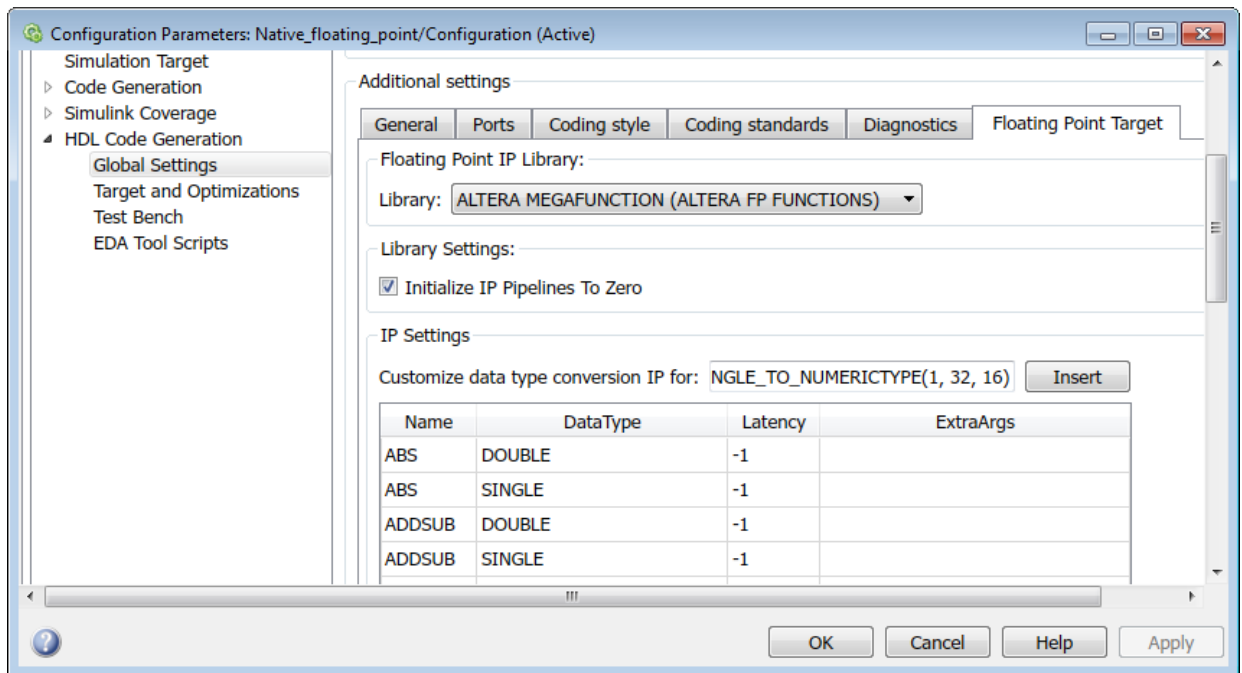 Configuration Parameters: Native_floating_point/Configuration (Active)
Simulation Target
Code Generation
Simulink Coverage
HDL Code Generation
Global Settings
Target and Optimizations
Test Bench
EDA Tool Scripts
Additional settings
General Ports Coding style Coding standards Diagnostics Floating Point Target
Floating Point IP Library:
Library: ALTERA MEGAFUNCTION (ALTERA FP FUNCTIONS)
Library Settings:
Initialize IP Pipelines To Zero
IP Settings
Customize data type conversion IP for: NGLE_TO_NUMERICTYPE(1, 32, 16) Insert
Name DataType Latency ExtraArgs
ABS DOUBLE -1
ABS SINGLE -1
ADDSUB DOUBLE -1
ADDSUB SINGLE -1
OK Cancel Help Apply